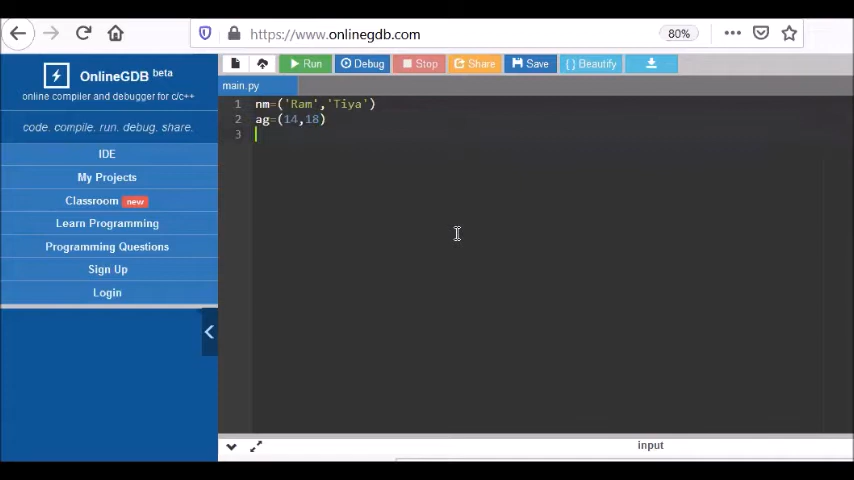 https://www.onlinegdb.com
80%
OnlineGDB beta
online compiler and debugger for c/c++
code. compile. run. debug. share.
IDE
My Projects
Classroom new
Learn Programming
Programming Questions
Sign Up
Login
Run Debug Stop Share Save { } Beautify
main.py
1 nm=('Ram','Tiya')
2 ag=(14,18)
3
input